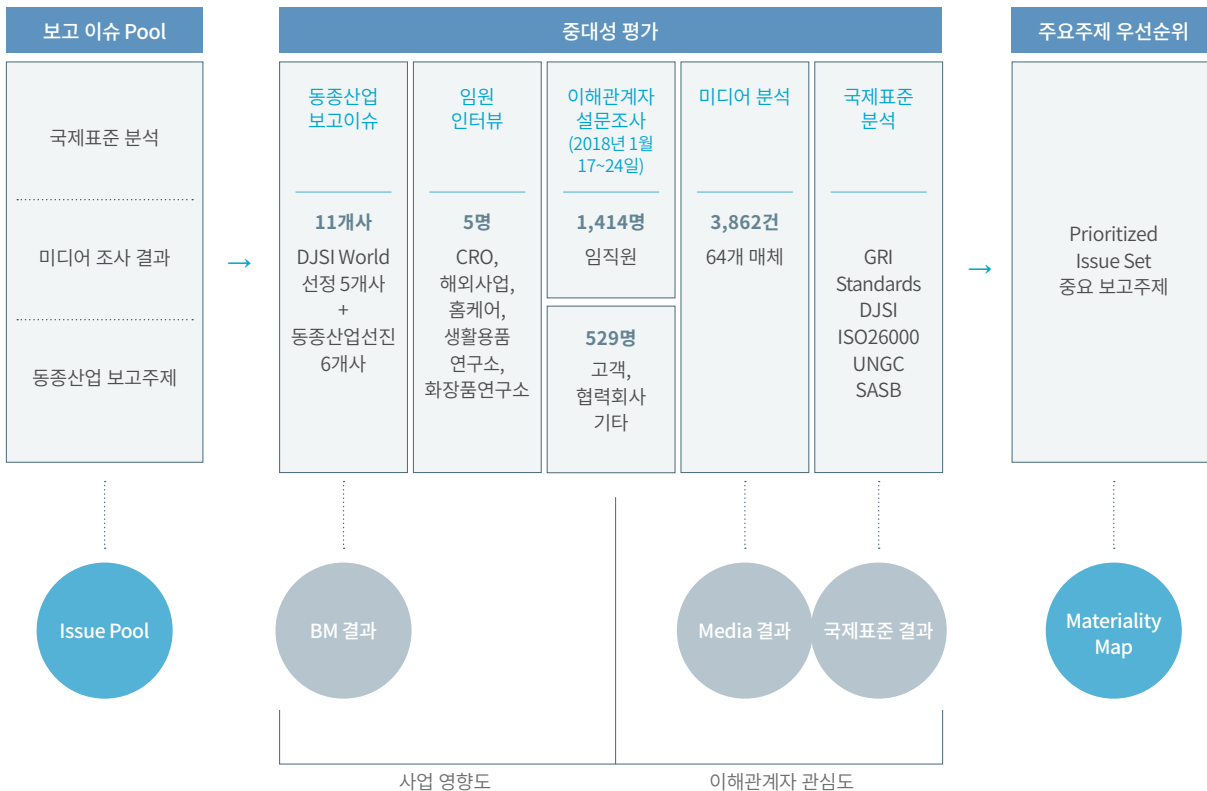 보고 이슈 Pool
국제표준 분석
미디어 조사 결과
동종산업 보고주제
→
중대성 평가
동종산업
보고이슈
11개사
DJSI World
선정 5개사
+
동종산업선진
6개사
임원
인터뷰
5명
CRO,
해외사업,
홈케어,
생활용품
연구소,
화장품연구소
이해관계자
설문조사
(2018년 1월
17~24일)
1,414명
임직원
529명
고객,
협력회사
기타
미디어 분석
3,862건
64개 매체
국제표준
분석
GRI
Standards
DJSI
ISO26000
UNGC
SASB
→
주요주제 우선순위
Prioritized
Issue Set
중요 보고주제
Issue Pool
BM 결과
Media 결과
국제표준 결과
Materiality
Map
사업 영향도
이해관계자 관심도